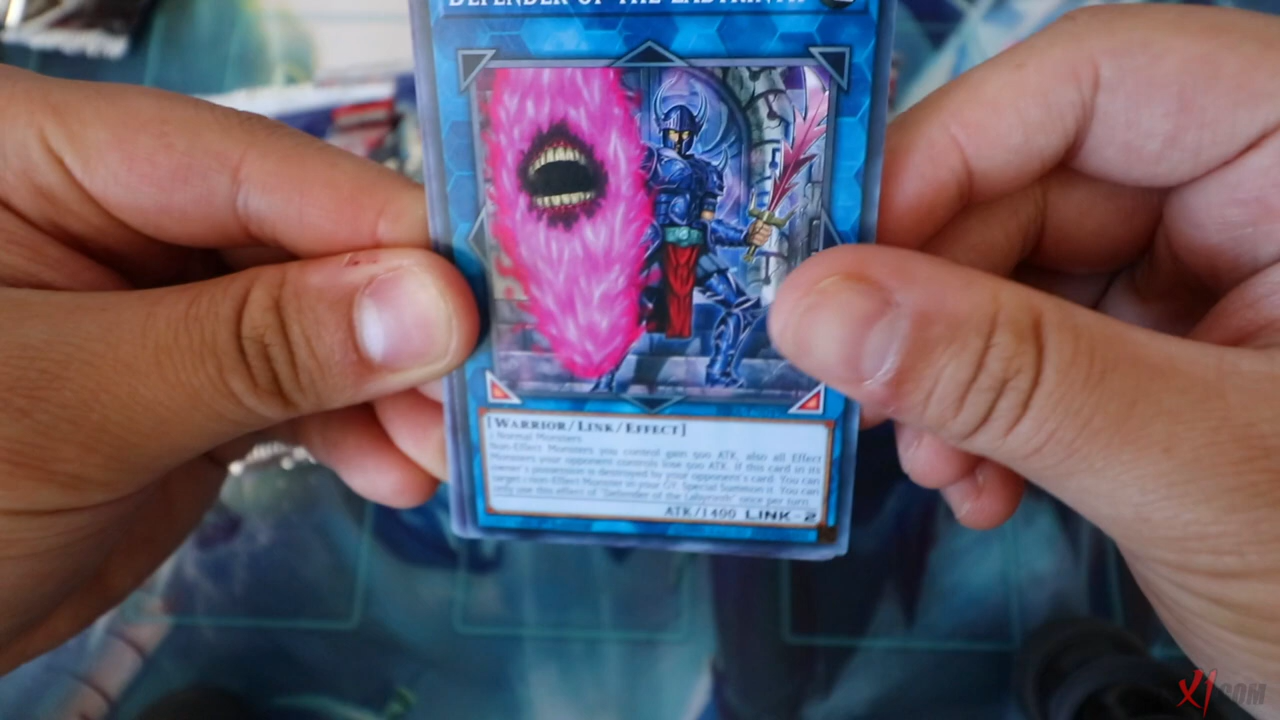 DEFENDER OF THE LABYRINTH
[WARRIOR/LINK/EFFECT]
2 Normal Monsters
Non-Effect Monsters you control gain 500 ATK, also all Effect
Monsters your opponent controls lose 500 ATK. If this card in its
owner's possession is destroyed by your opponent's card: You can
target 1 non-Effect Monster in your GY; Special Summon it. You can
only use this effect of "Defender of the Labyrinth" once per turn.
ATK/1400 LINK-2
X1.COM